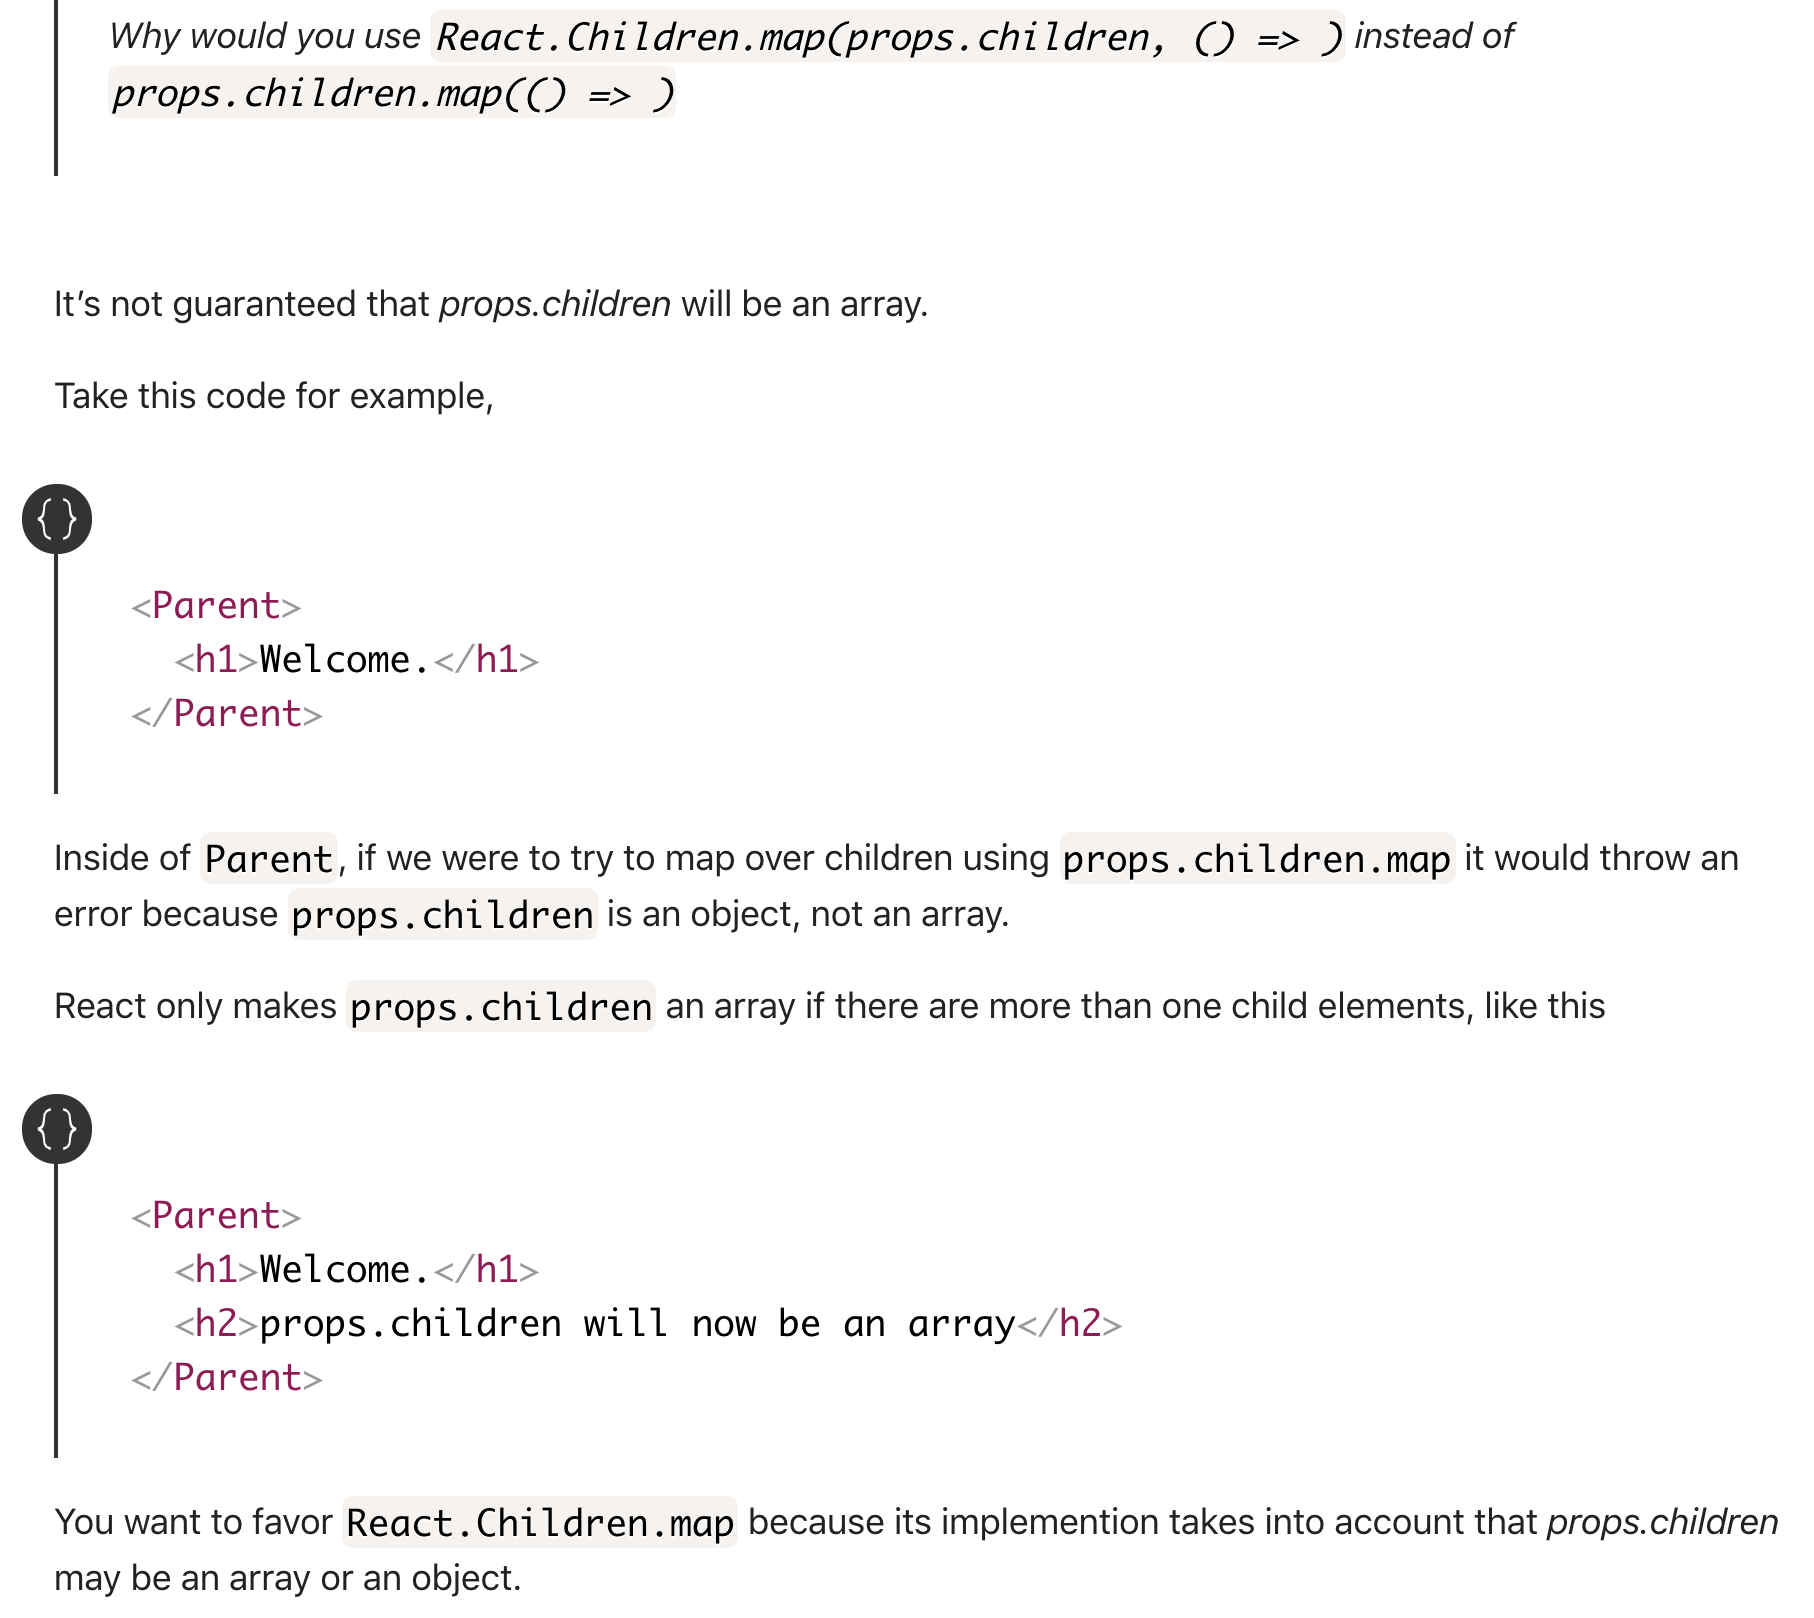 Why would you use React.Children.map(props.children, () => ) instead of
props.children.map(() => )
It’s not guaranteed that props.children will be an array.
Take this code for example,
{}
<Parent>
  <h1>Welcome.</h1>
</Parent>
Inside of Parent, if we were to try to map over children using props.children.map it would throw an
error because props.children is an object, not an array.
React only makes props.children an array if there are more than one child elements, like this
{}
<Parent>
  <h1>Welcome.</h1>
  <h2>props.children will now be an array</h2>
</Parent>
You want to favor React.Children.map because its implemention takes into account that props.children
may be an array or an object.